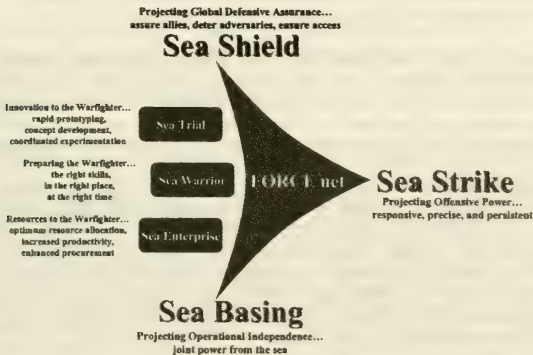 Projecting Global Defensive Assurance...
assure allies, deter adversaries, ensure access
Sea Shield
Innovation to the Warfighter...
rapid prototyping,
concept development,
coordinated experimentation
Sea Trial
Preparing the Warfighter...
the right skills,
in the right place,
at the right time
Sea Warrior
FORCEnet
Sea Strike
Projecting Offensive Power...
responsive, precise, and persistent
Resources to the Warfighter...
optimum resource allocation,
increased productivity,
enhanced procurement
Sea Enterprise
Sea Basing
Projecting Operational independence...
joint power from the sea